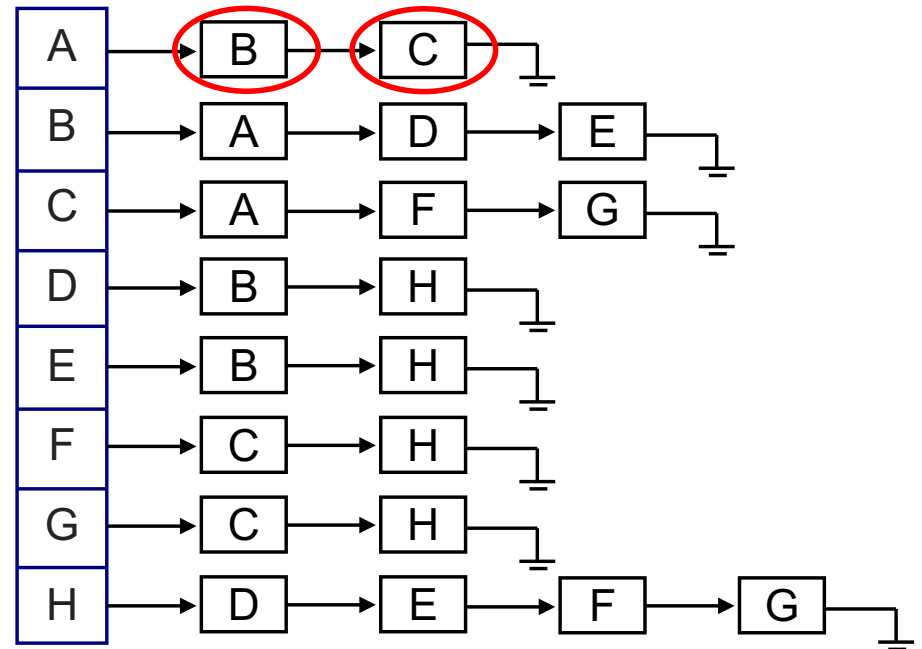 A B C
B A D E
C A F G
D B H
E B H
F C H
G C H
H D E F G